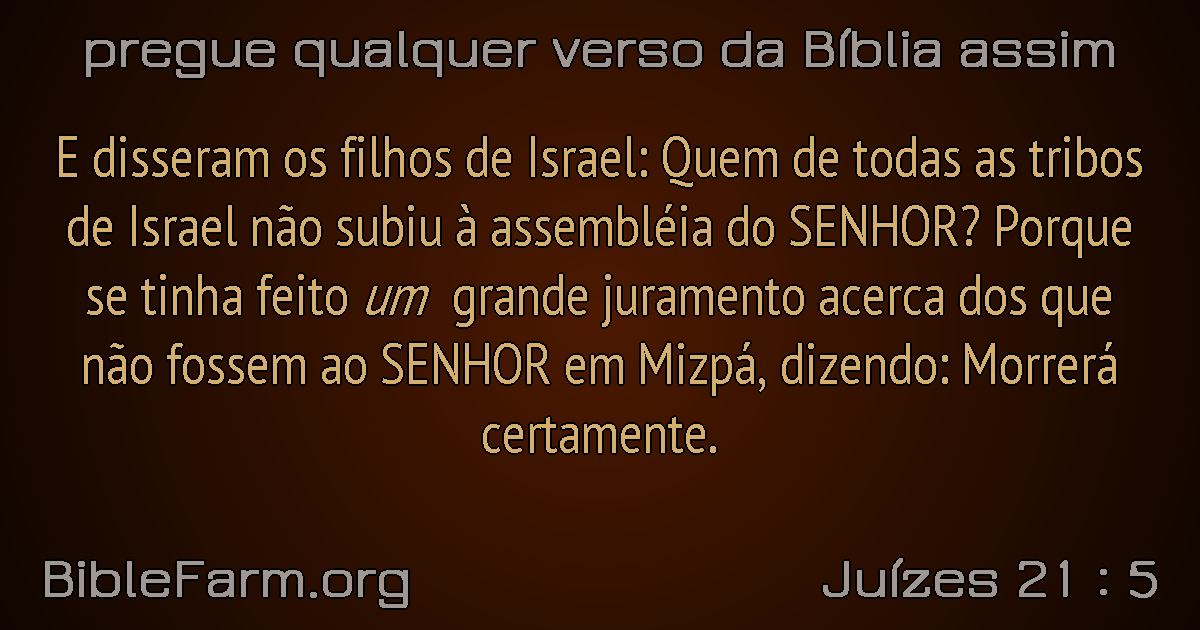 pregue qualquer verso da Bíblia assim
E disseram os filhos de Israel: Quem de todas as tribos
de Israel não subiu à assembléia do SENHOR? Porque
se tinha feito um grande juramento acerca dos que
não fossem ao SENHOR em Mizpá, dizendo: Morrerá
certamente.
BibleFarm.org
Juízes 21 : 5